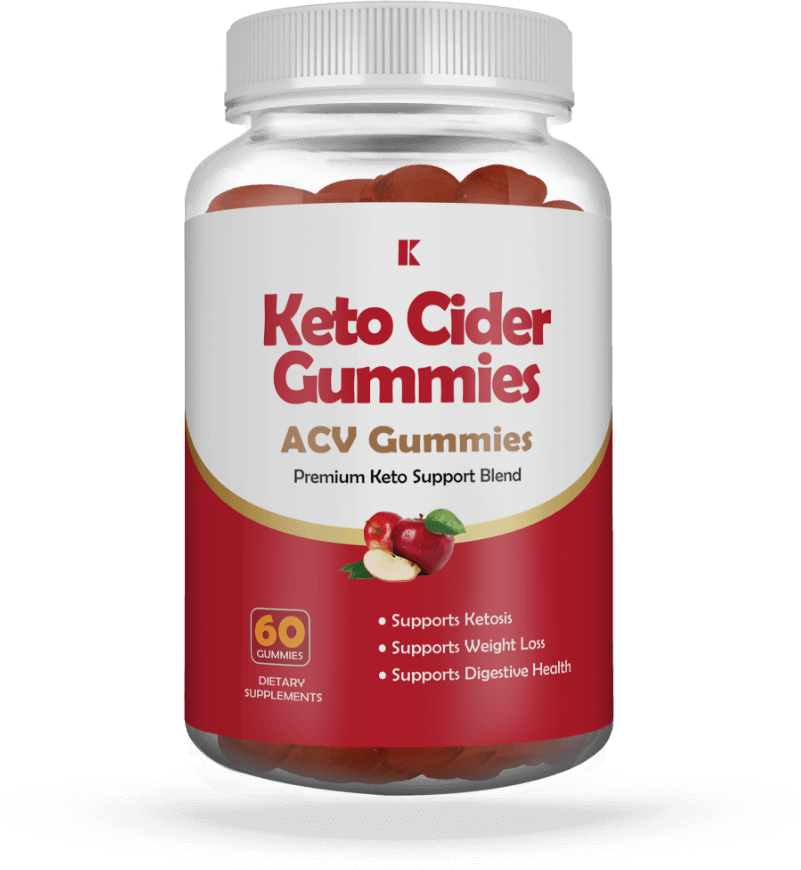 K
Keto Cider
Gummies
ACV Gummies
Premium Keto Support Blend
60
GUMMIES
DIETARY
SUPPLEMENTS
• Supports Ketosis
• Supports Weight Loss
• Supports Digestive Health